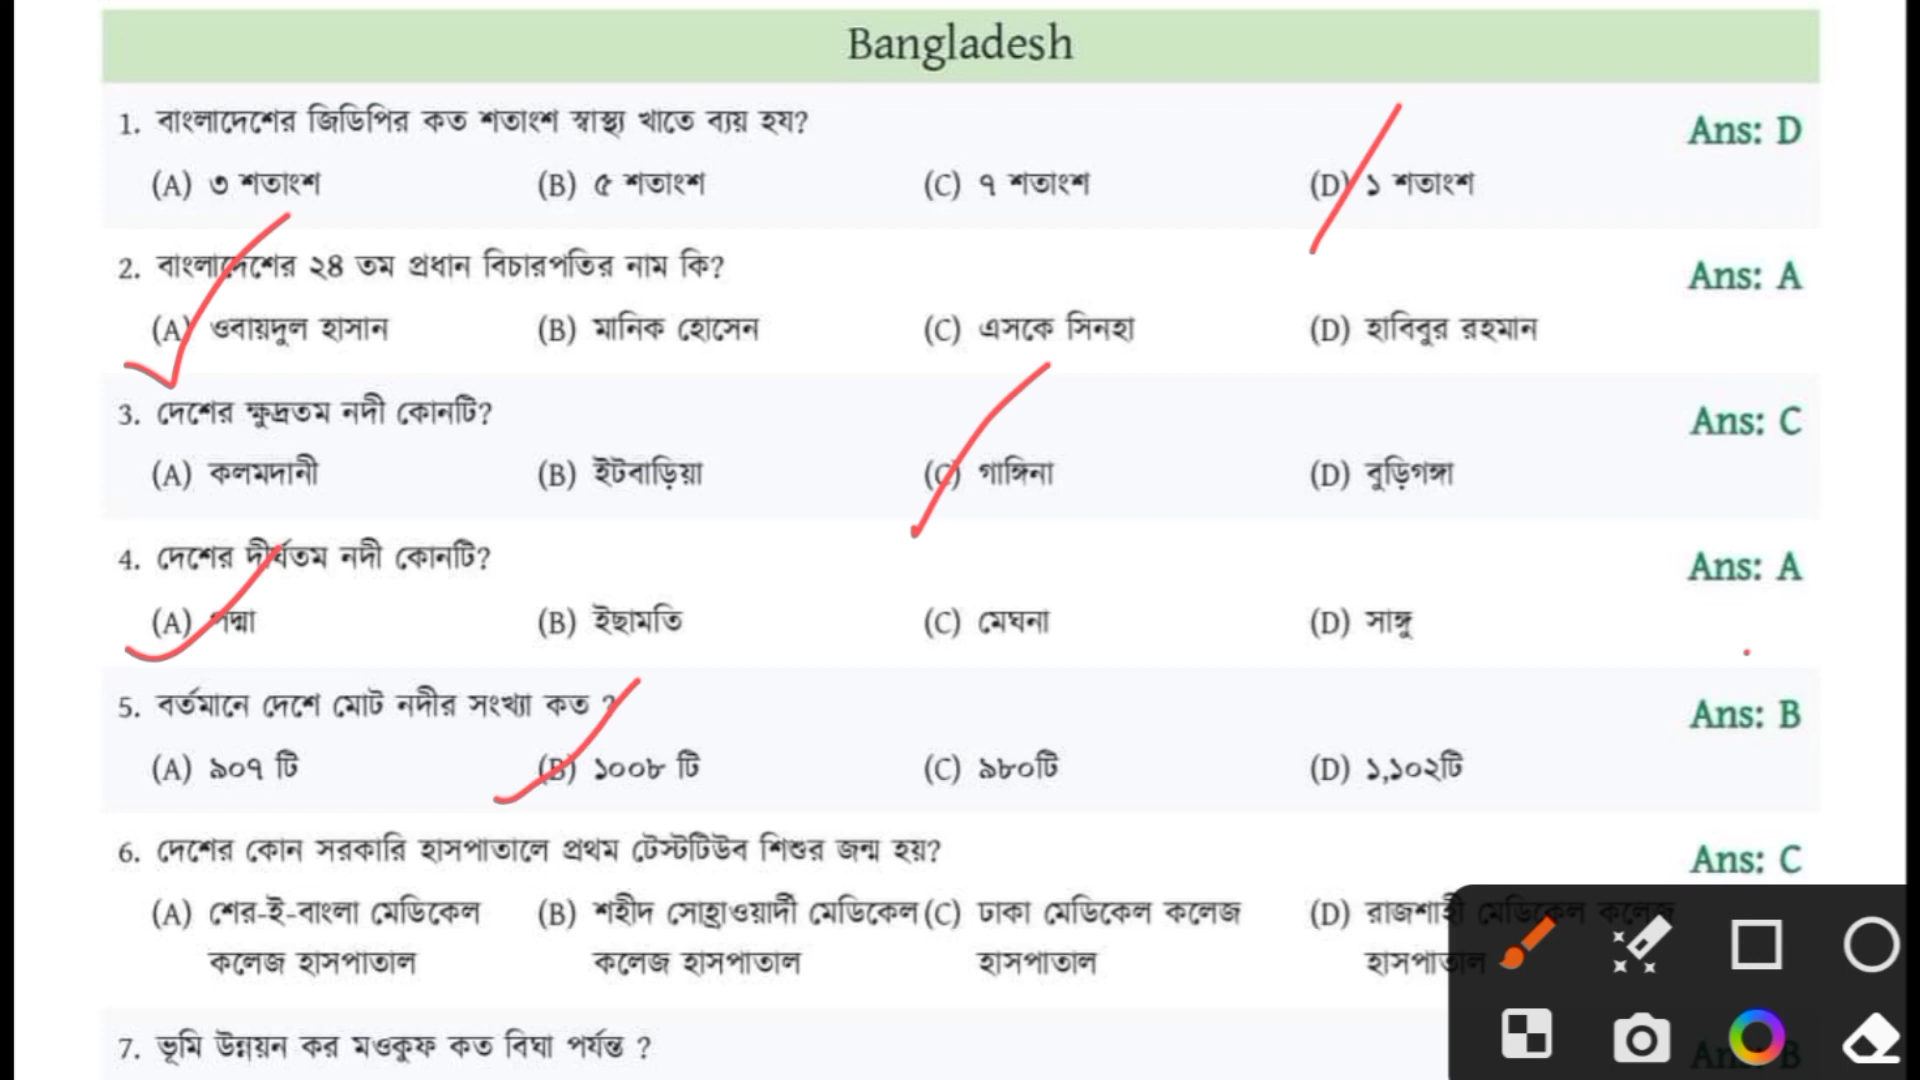 Bangladesh
1. বাংলাদেশের জিডিপির কত শতাংশ স্বাস্থ্য খাতে ব্যয় হয? Ans: D
(A) ৩ শতাংশ (B) ৫ শতাংশ (C) ৭ শতাংশ (D) ১ শতাংশ
2. বাংলাদেশের ২৪ তম প্রধান বিচারপতির নাম কি? Ans: A
(A) ওবায়দুল হাসান (B) মানিক হোসেন (C) এসকে সিনহা (D) হাবিবুর রহমান
3. দেশের ক্ষুদ্রতম নদী কোনটি? Ans: C
(A) কলমদানী (B) ইটবাড়িয়া (C) গাঙ্গিনা (D) বুড়িগঙ্গা
4. দেশের দীর্ঘতম নদী কোনটি? Ans: A
(A) পদ্মা (B) ইছামতি (C) মেঘনা (D) সাঙ্গু
5. বর্তমানে দেশে মোট নদীর সংখ্যা কত ? Ans: B
(A) ৯০৭ টি (B) ১০০৮ টি (C) ৯৮০টি (D) ১,১০২টি
6. দেশের কোন সরকারি হাসপাতালে প্রথম টেস্টটিউব শিশুর জন্ম হয়? Ans: C
(A) শের-ই-বাংলা মেডিকেল (B) শহীদ সোহ্রাওয়ার্দী মেডিকেল (C) ঢাকা মেডিকেল কলেজ (D) রাজশাহী মেডিকেল কলেজ
কলেজ হাসপাতাল কলেজ হাসপাতাল হাসপাতাল হাসপাতাল
7. ভূমি উন্নয়ন কর মওকুফ কত বিঘা পর্যন্ত ? Ans: B